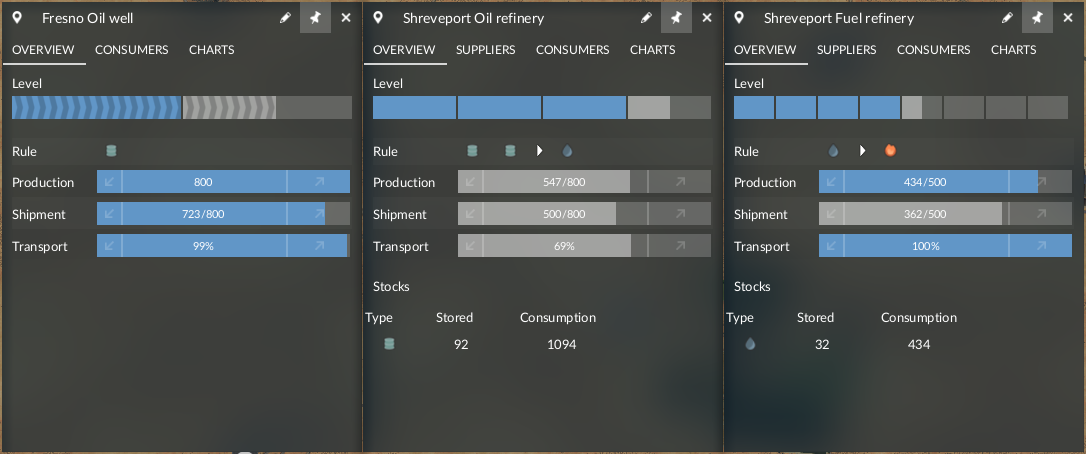 Fresno Oil well
OVERVIEW CONSUMERS CHARTS
Level
Rule
Production 800
Shipment 723/800
Transport 99%
Shreveport Oil refinery
OVERVIEW SUPPLIERS CONSUMERS CHARTS
Level
Rule
Production 547/800
Shipment 500/800
Transport 69%
Stocks
Type Stored Consumption
92 1094
Shreveport Fuel refinery
OVERVIEW SUPPLIERS CONSUMERS CHARTS
Level
Rule
Production 434/500
Shipment 362/500
Transport 100%
Stocks
Type Stored Consumption
32 434